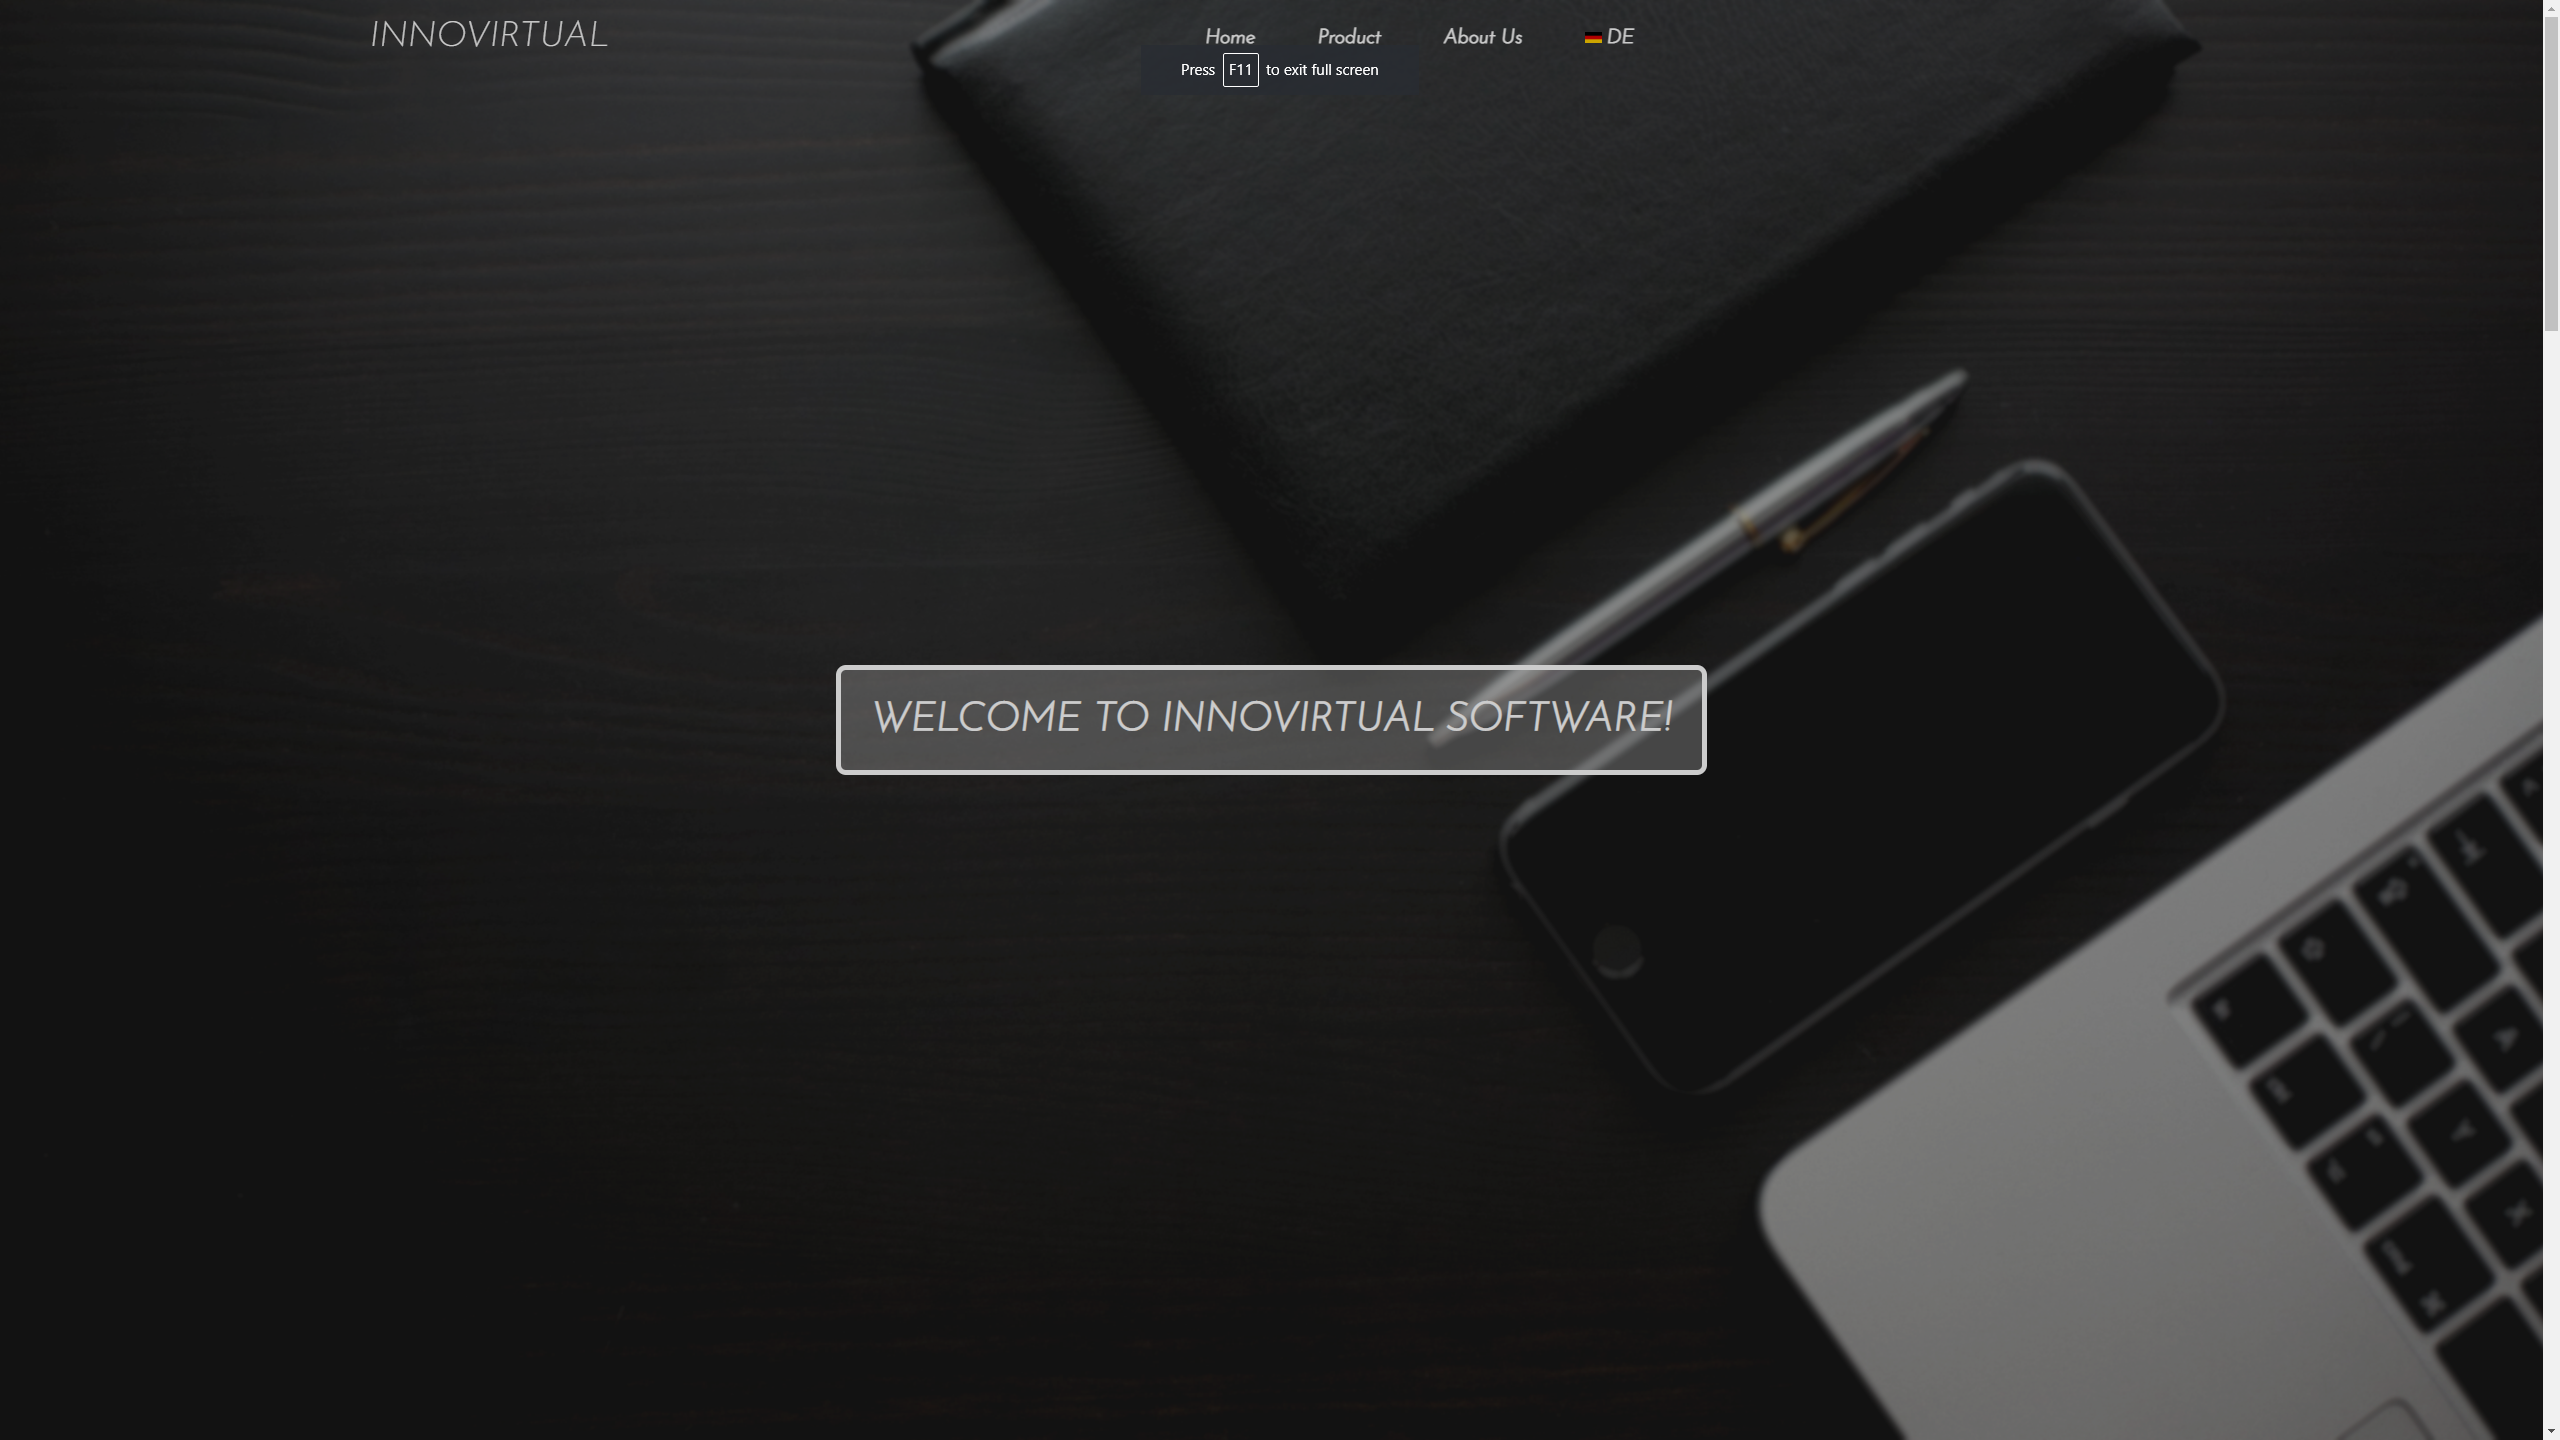 INNOVIRTUAL
Home Product About Us DE
Press F11 to exit full screen
WELCOME TO INNOVIRTUAL SOFTWARE!